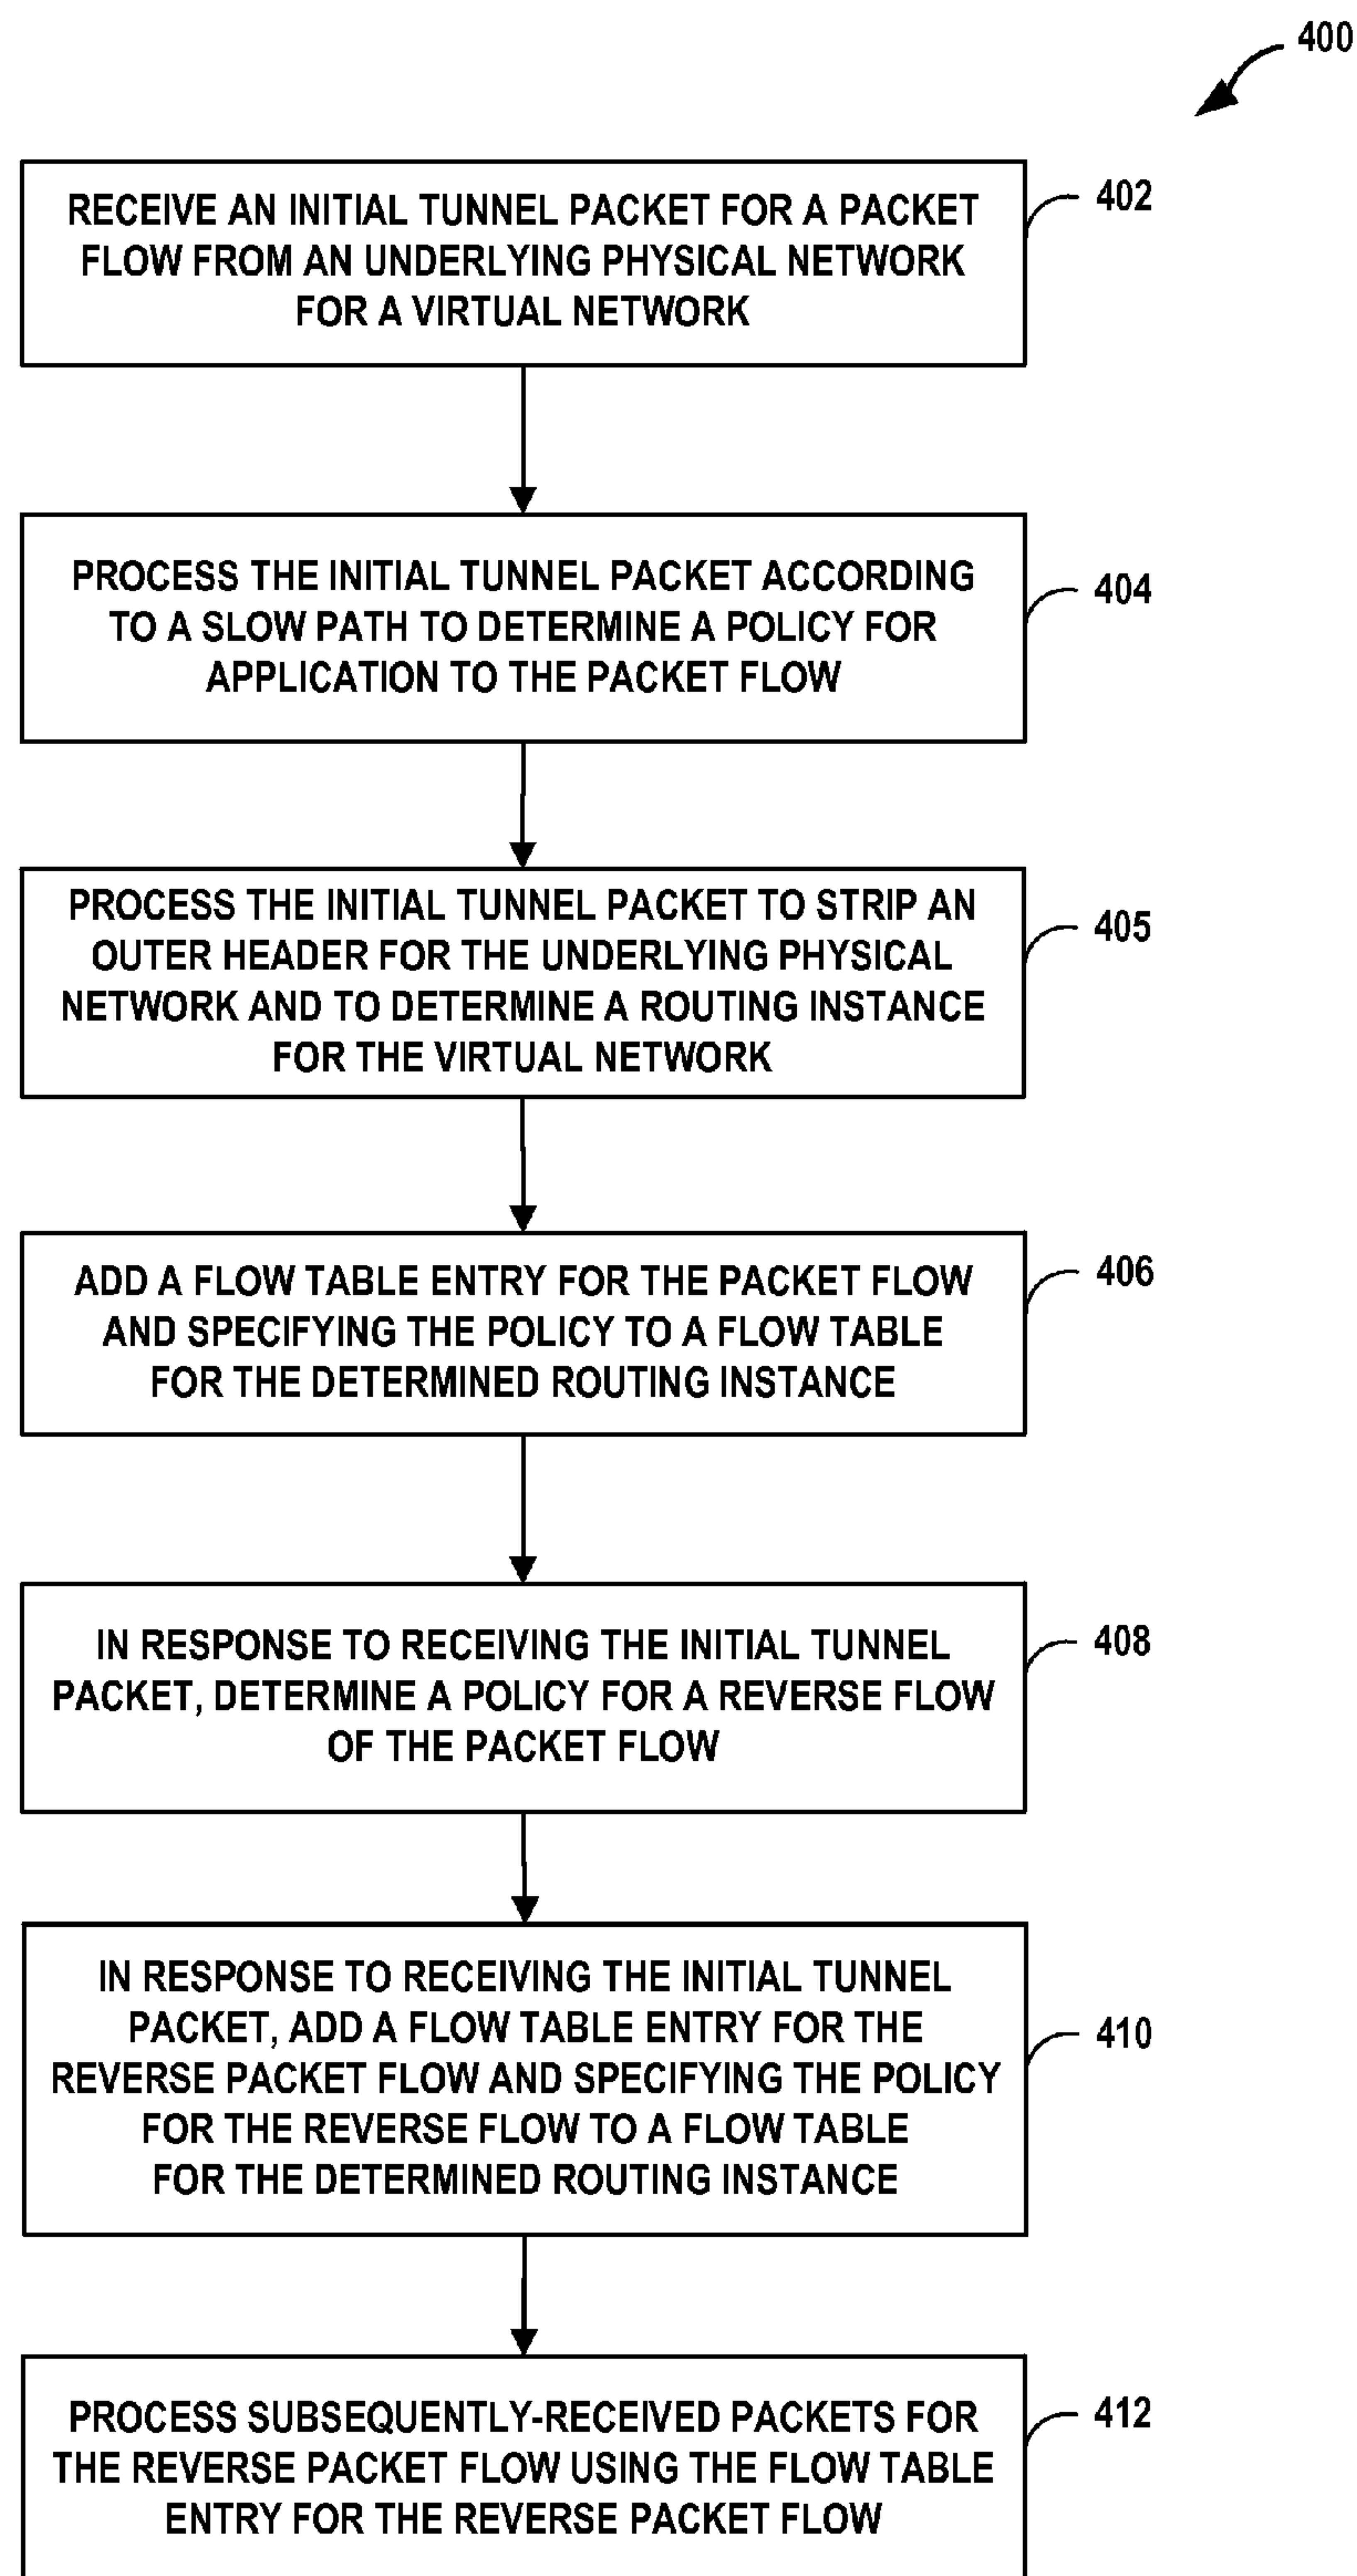 400
RECEIVE AN INITIAL TUNNEL PACKET FOR A PACKET
FLOW FROM AN UNDERLYING PHYSICAL NETWORK
FOR A VIRTUAL NETWORK
402
PROCESS THE INITIAL TUNNEL PACKET ACCORDING
TO A SLOW PATH TO DETERMINE A POLICY FOR
APPLICATION TO THE PACKET FLOW
404
PROCESS THE INITIAL TUNNEL PACKET TO STRIP AN
OUTER HEADER FOR THE UNDERLYING PHYSICAL
NETWORK AND TO DETERMINE A ROUTING INSTANCE
FOR THE VIRTUAL NETWORK
405
ADD A FLOW TABLE ENTRY FOR THE PACKET FLOW
AND SPECIFYING THE POLICY TO A FLOW TABLE
FOR THE DETERMINED ROUTING INSTANCE
406
IN RESPONSE TO RECEIVING THE INITIAL TUNNEL
PACKET, DETERMINE A POLICY FOR A REVERSE FLOW
OF THE PACKET FLOW
408
IN RESPONSE TO RECEIVING THE INITIAL TUNNEL
PACKET, ADD A FLOW TABLE ENTRY FOR THE
REVERSE PACKET FLOW AND SPECIFYING THE POLICY
FOR THE REVERSE FLOW TO A FLOW TABLE
FOR THE DETERMINED ROUTING INSTANCE
410
PROCESS SUBSEQUENTLY-RECEIVED PACKETS FOR
THE REVERSE PACKET FLOW USING THE FLOW TABLE
ENTRY FOR THE REVERSE PACKET FLOW
412